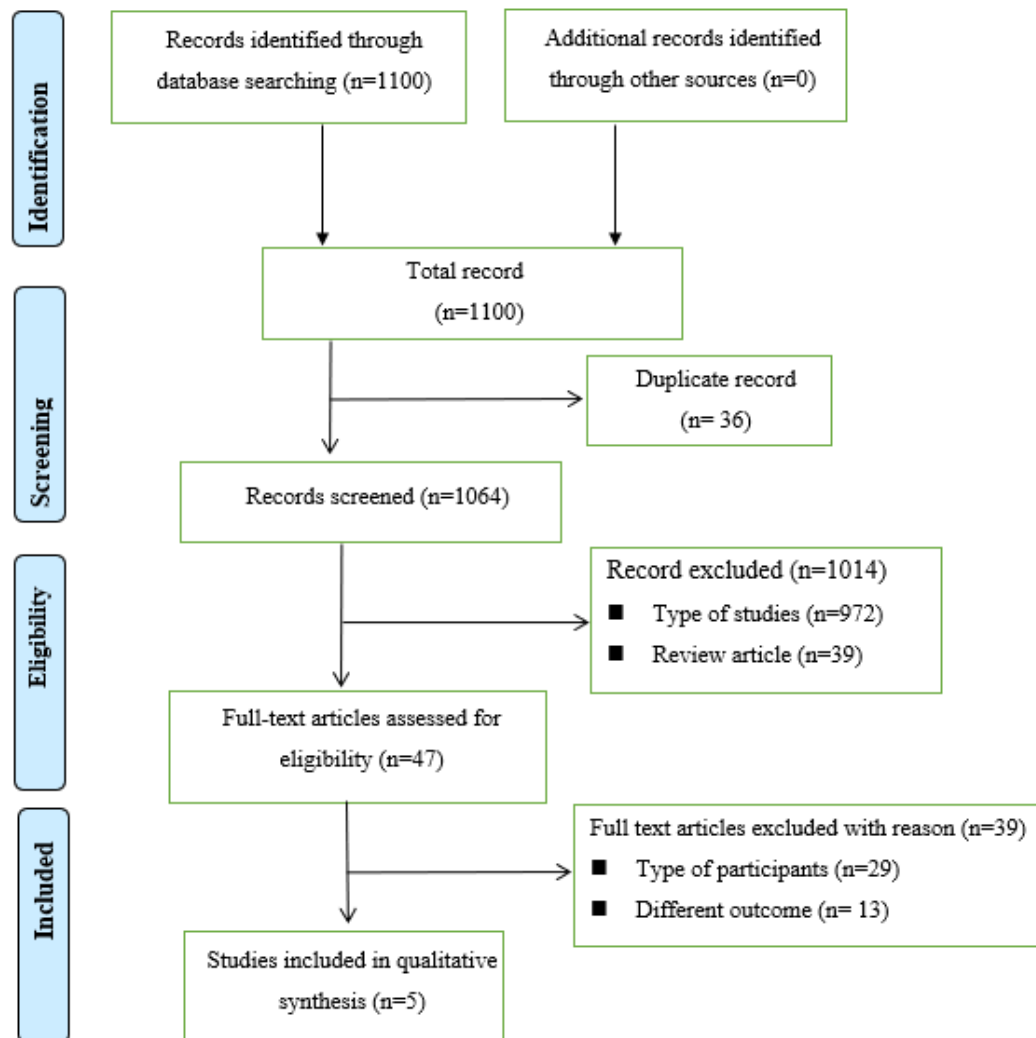 Identification
Records identified through
database searching (n=1100)
Additional records identified
through other sources (n=0)
Total record
(n=1100)
Screening
Duplicate record
(n= 36)
Records screened (n=1064)
Eligibility
Record excluded (n=1014)
■ Type of studies (n=972)
■ Review article (n=39)
Full-text articles assessed for
eligibility (n=47)
Included
Full text articles excluded with reason (n=39)
■ Type of participants (n=29)
■ Different outcome (n= 13)
Studies included in qualitative
synthesis (n=5)